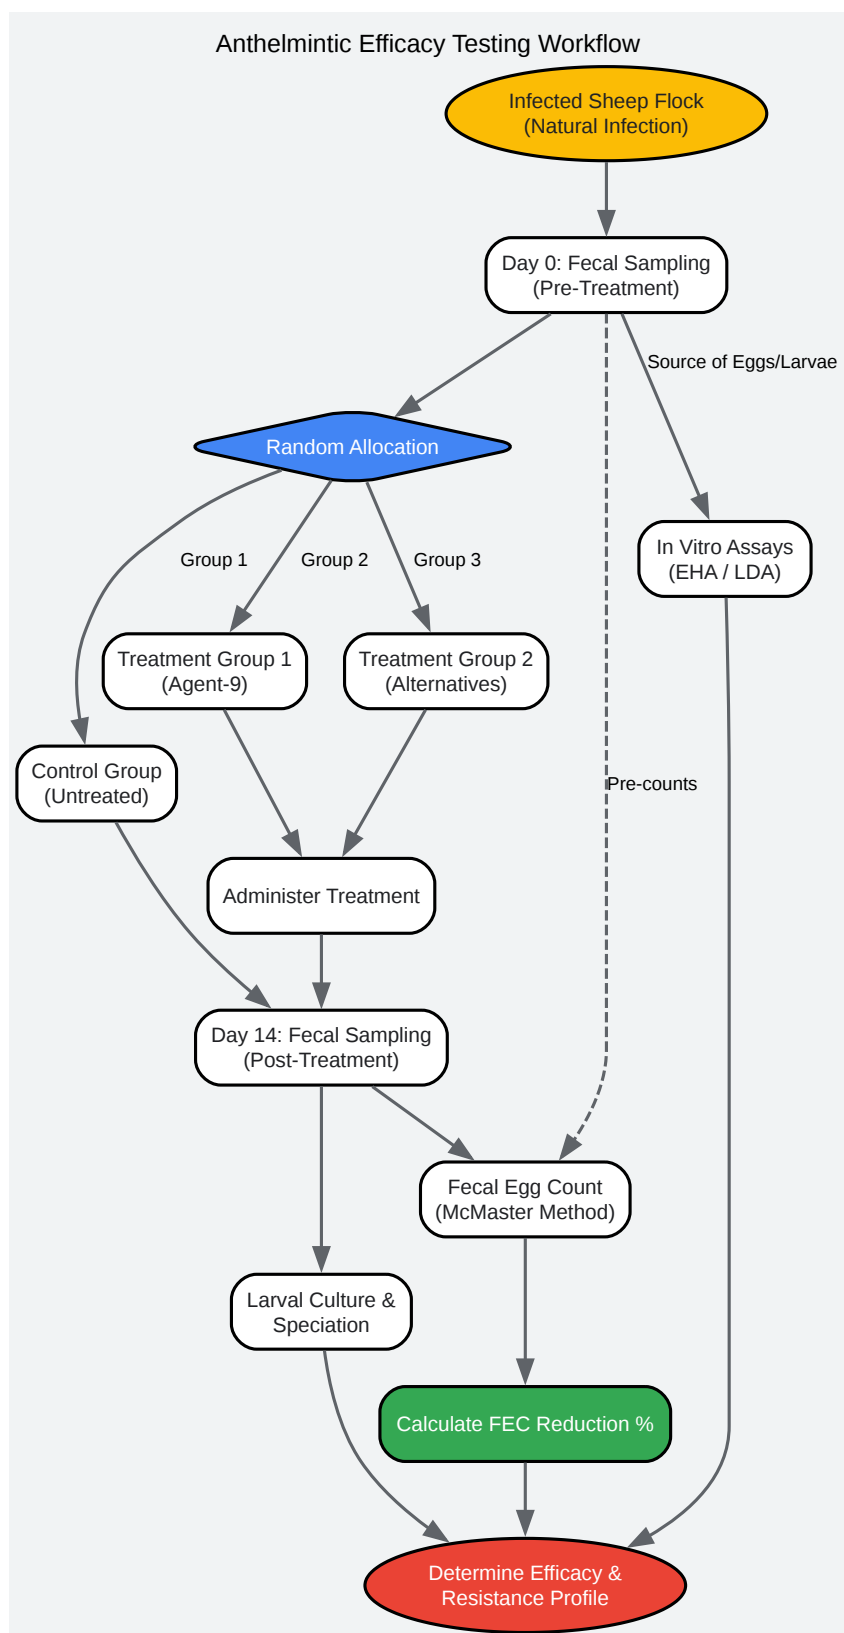 Anthelmintic Efficacy Testing Workflow
Infected Sheep Flock
(Natural Infection)
Day 0: Fecal Sampling
(Pre-Treatment)
Source of Eggs/Larvae
Random Allocation
In Vitro Assays
(EHA / LDA)
Group 1
Group 2
Group 3
Treatment Group 1
(Agent-9)
Treatment Group 2
(Alternatives)
Control Group
(Untreated)
Pre-counts
Administer Treatment
Day 14: Fecal Sampling
(Post-Treatment)
Fecal Egg Count
(McMaster Method)
Larval Culture &
Speciation
Calculate FEC Reduction %
Determine Efficacy &
Resistance Profile